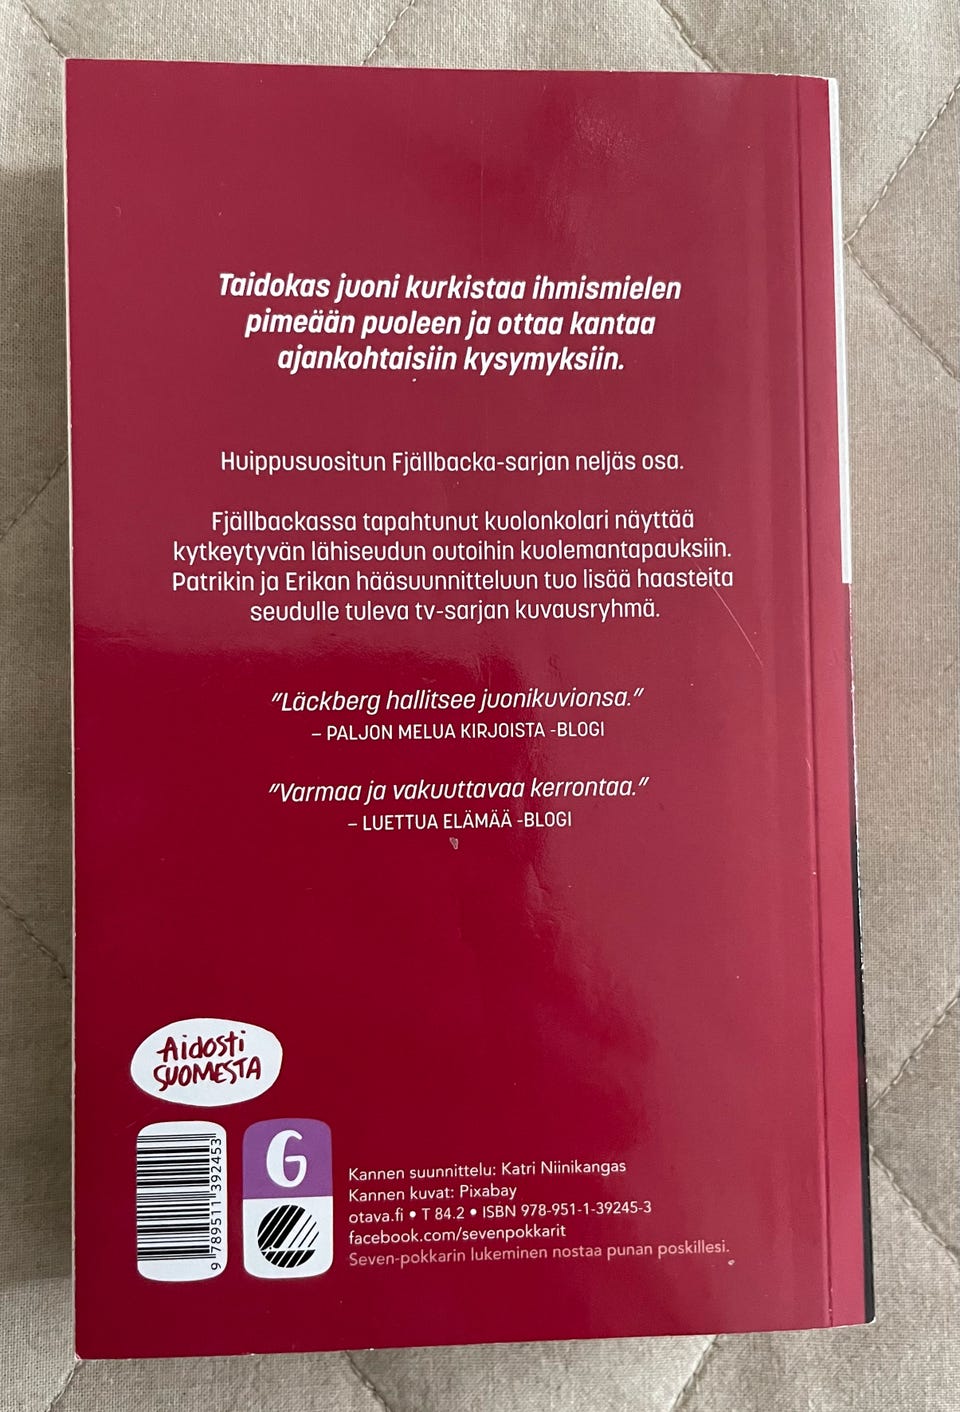 Taidokas juoni kurkistaa ihmismielen
pimeään puoleen ja ottaa kantaa
ajankohtaisiin kysymyksiin.
Huippusuositun Fjällbacka-sarjan neljäs osa.
Fjällbackassa tapahtunut kuolonkolari näyttää
kytkeytyvän lähiseudun outoihin kuolemantapauksiin.
Patrikin ja Erikan hääsuunnitteluun tuo lisää haasteita
seudulle tuleva tv-sarjan kuvausryhmä.
”Läckberg hallitsee juonikuvionsa.”
– PALJON MELUA KIRJOISTA -BLOGI
”Varmaa ja vakuuttavaa kerrontaa.”
– LUETTUA ELÄMÄÄ -BLOGI
Aidosti
SUOMESTA
9 789511 392453
G
Kannen suunnittelu: Katri Niinikangas
Kannen kuvat: Pixabay
otava.fi • T 84.2 • ISBN 978-951-1-39245-3
facebook.com/sevenpokkarit
Seven-pokkarin lukeminen nostaa punan poskillesi.